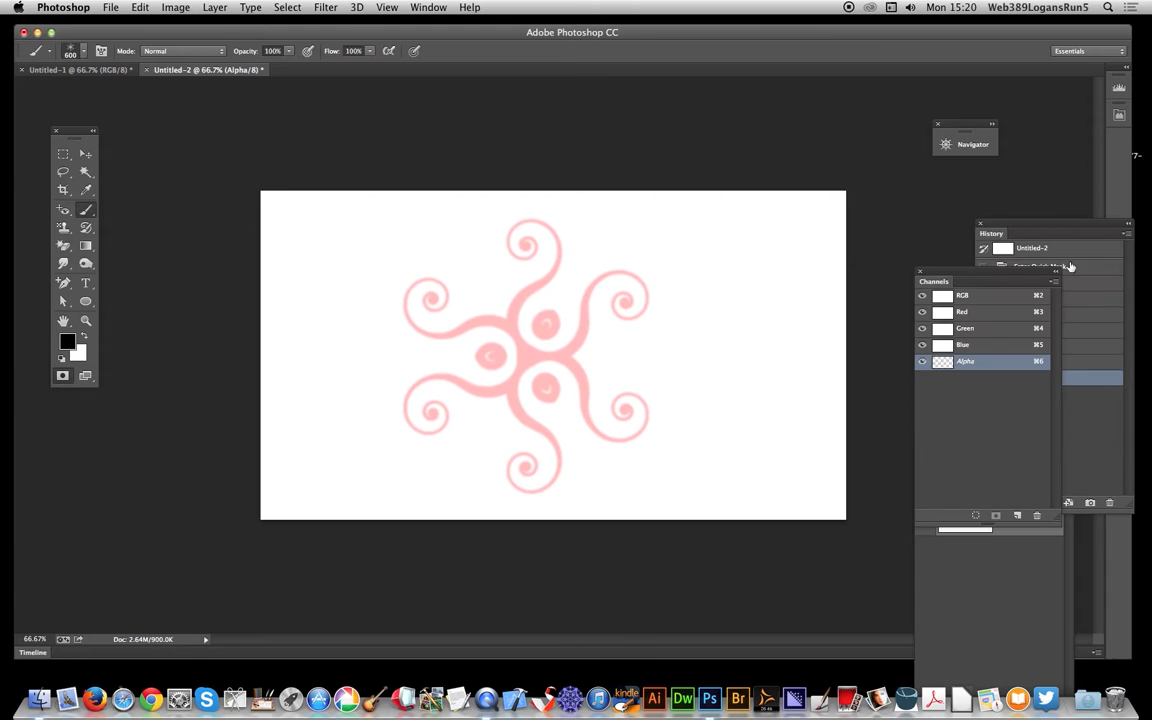 Photoshop File Edit Image Layer Type Select Filter 3D View Window Help Mon 15:20 Web389LogansRun5
Adobe Photoshop CC
600 Mode: Normal Opacity: 100% Flow: 100% Essentials
Untitled-1 @ 66.7% (RGB/8) * Untitled-2 @ 66.7% (Alpha/8) *
Navigator
History
Untitled-2
Channels
RGB ⌘2
Red ⌘3
Green ⌘4
Blue ⌘5
Alpha ⌘6
66.67% Doc: 2.64M/900.0K
Timeline
kindle Ai Dw Ps Br